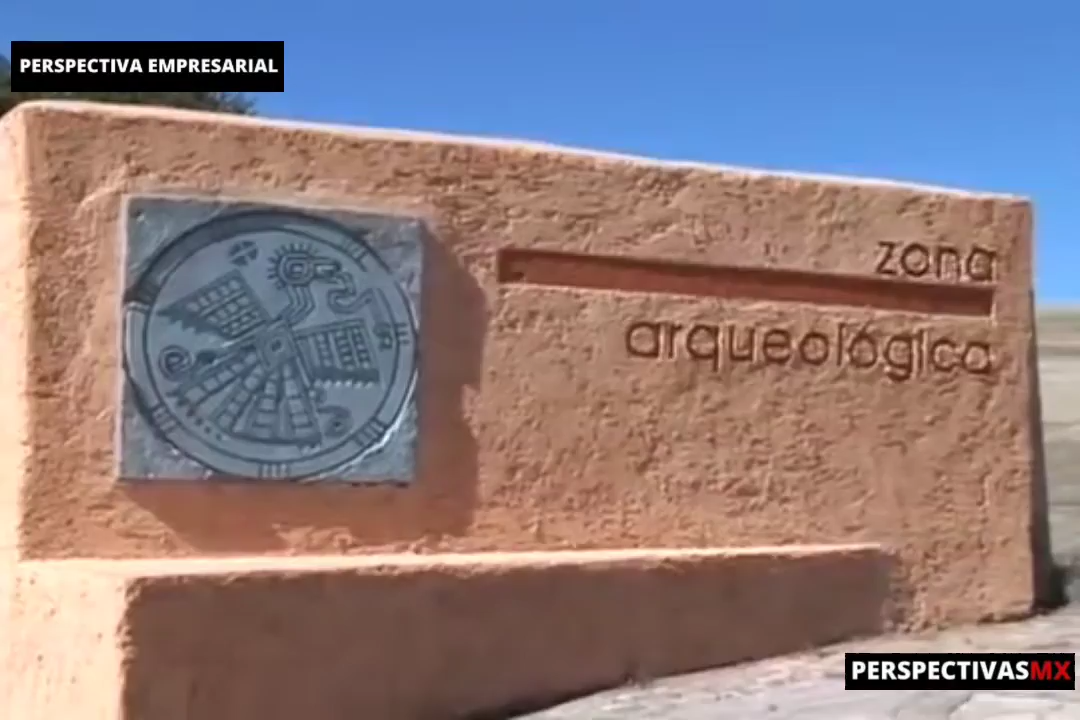 PERSPECTIVA EMPRESARIAL
zona
arqueológica
PERSPECTIVASMX